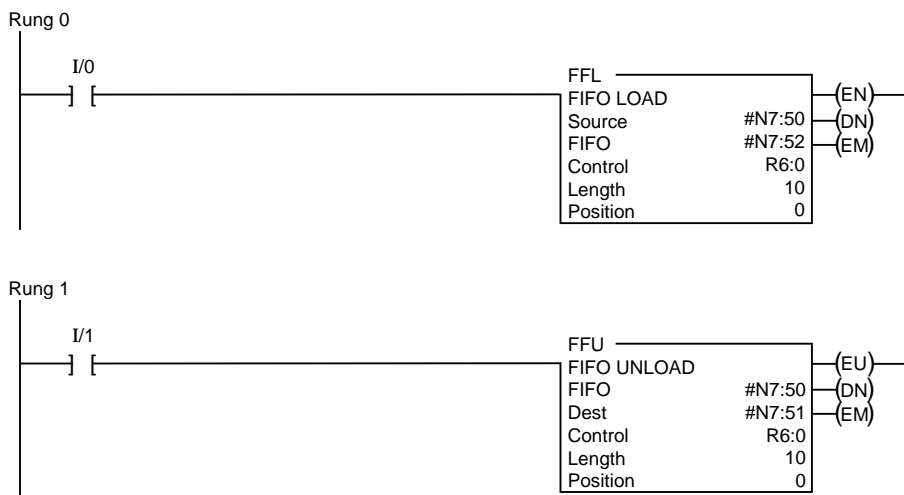 Rung 0
I/0
FFL
FIFO LOAD
Source #N7:50
FIFO #N7:52
Control R6:0
Length 10
Position 0
(EN)
(DN)
(EM)
Rung 1
I/1
FFU
FIFO UNLOAD
FIFO #N7:50
Dest #N7:51
Control R6:0
Length 10
Position 0
(EU)
(DN)
(EM)